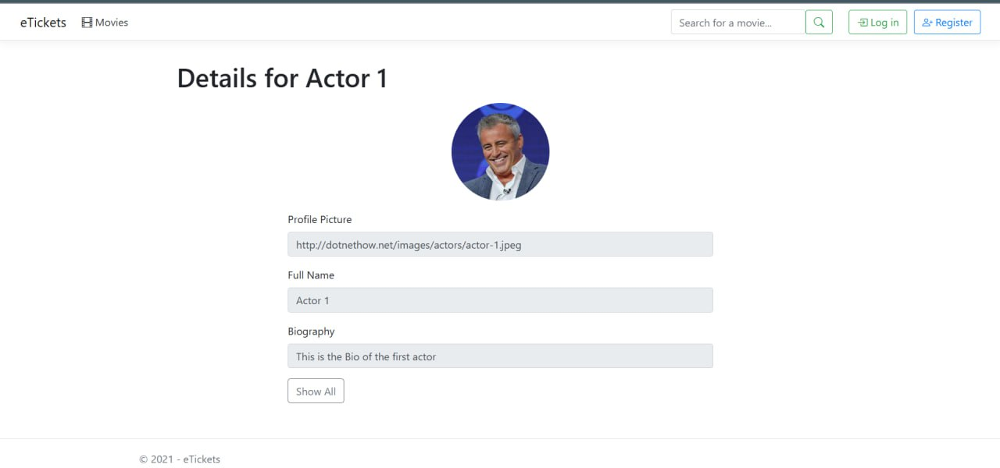 eTickets Movies Search for a movie... Log in Register
Details for Actor 1
Profile Picture
http://dotnethow.net/images/actors/actor-1.jpeg
Full Name
Actor 1
Biography
This is the Bio of the first actor
Show All
© 2021 - eTickets